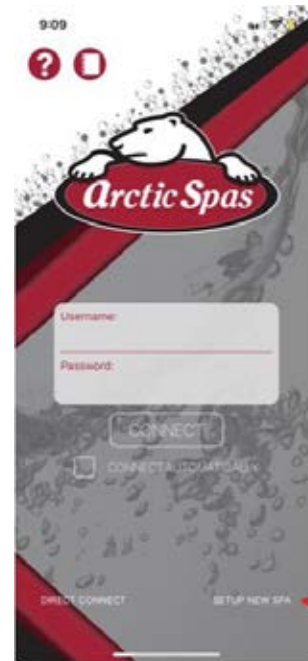 9:09
?
arctic Spas
Username:
Password:
CONNECT
CONNECT AUTOMATICALLY
DIRECT CONNECT SETUP NEW SPA